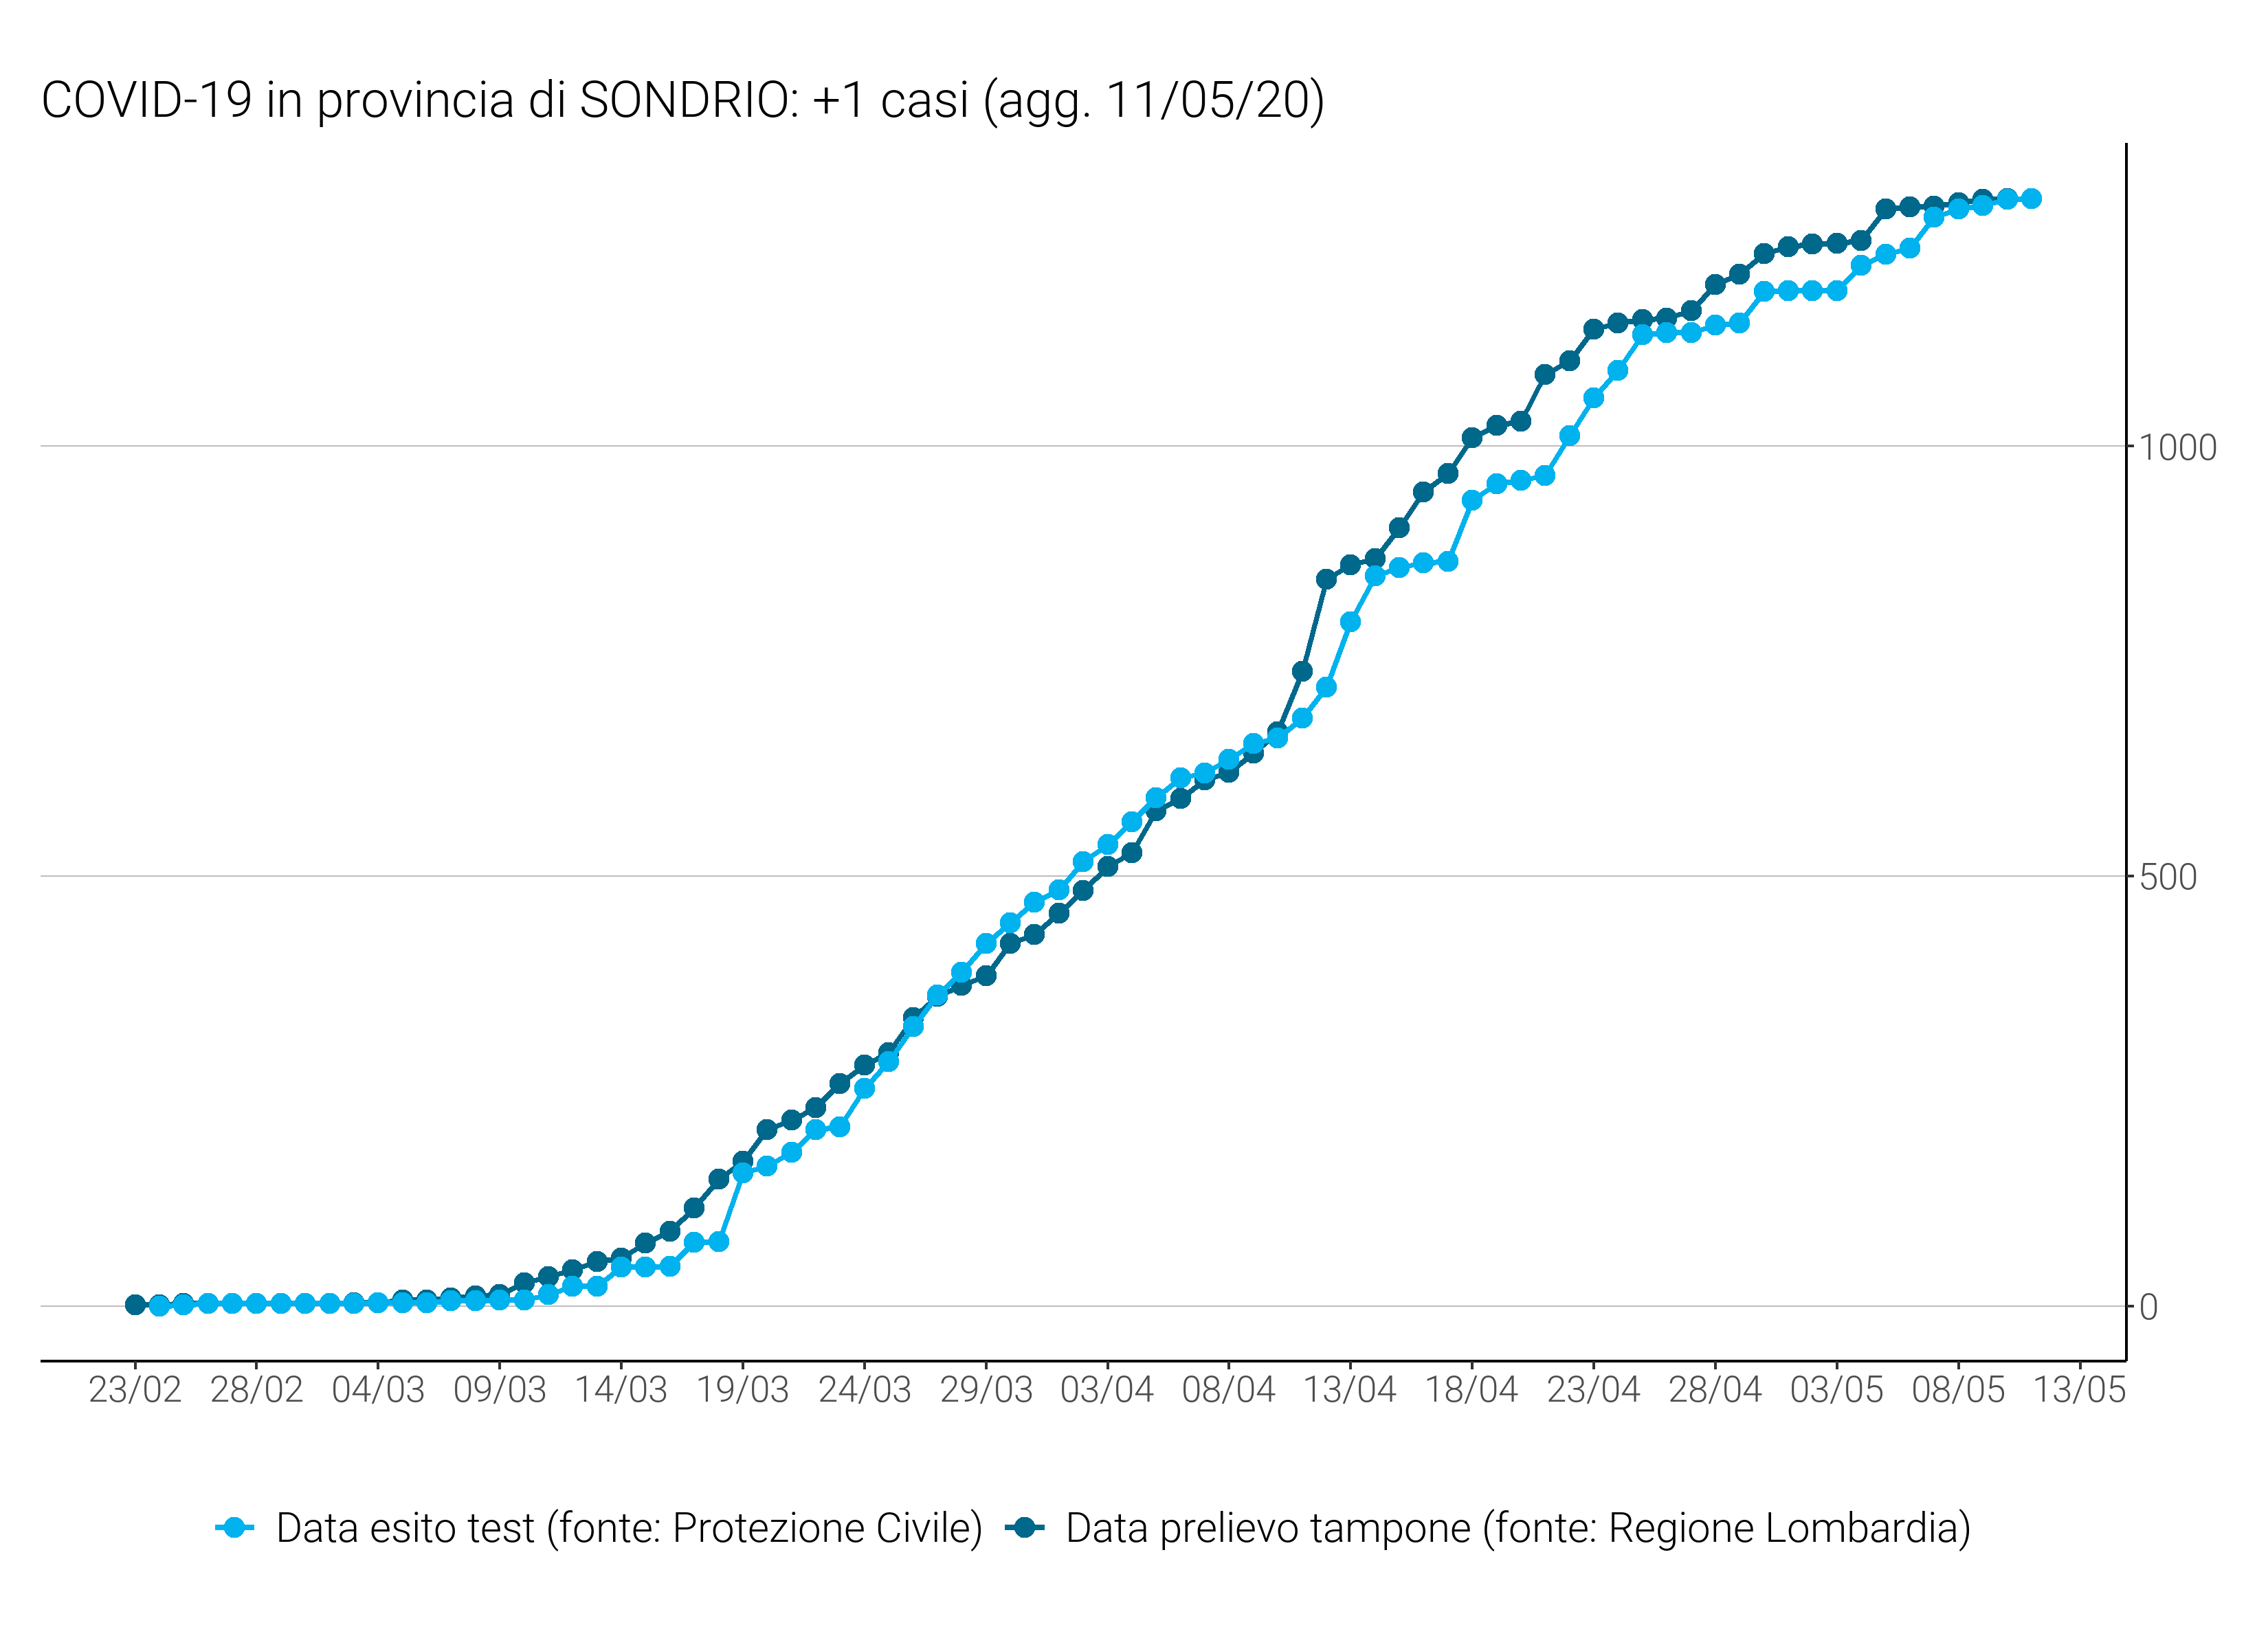 COVID-19 in provincia di SONDRIO: +1 casi (agg. 11/05/20)
1000
500
0
23/02 28/02 04/03 09/03 14/03 19/03 24/03 29/03 03/04 08/04 13/04 18/04 23/04 28/04 03/05 08/05 13/05
Data esito test (fonte: Protezione Civile) Data prelievo tampone (fonte: Regione Lombardia)